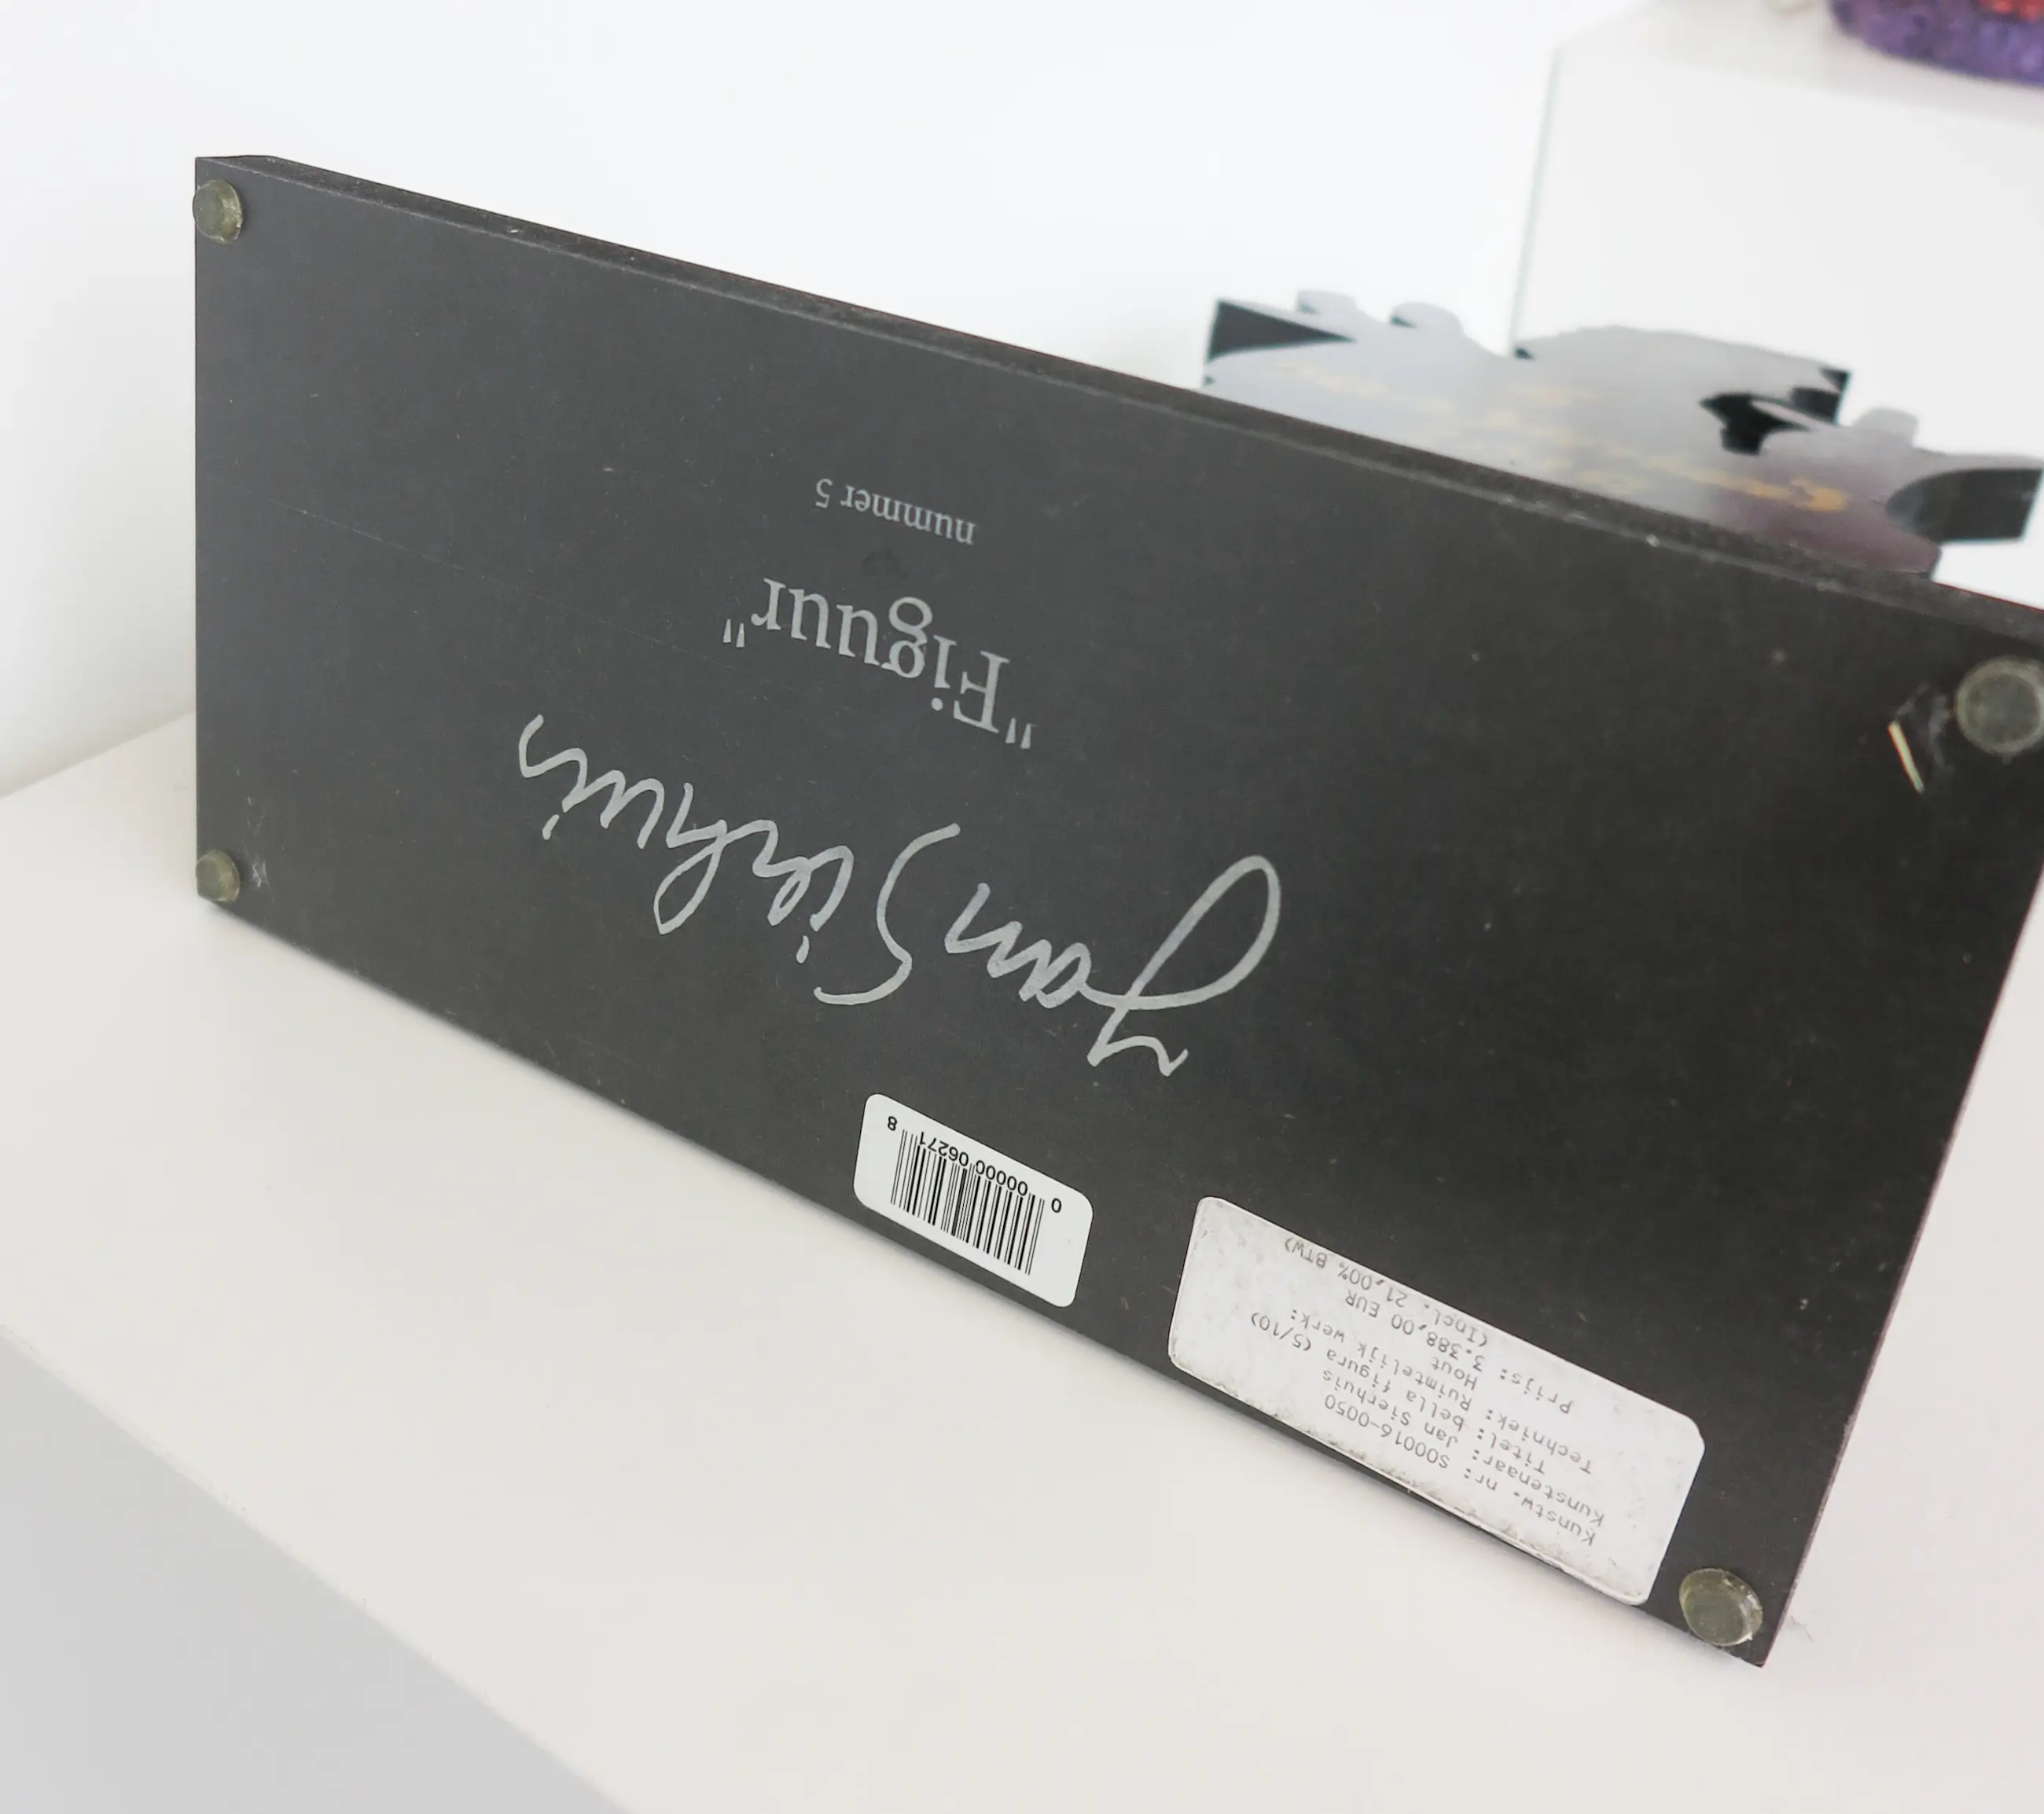 Kunstw. nr: S00016-0050
Kunstenaar: Jan Sierhuis
Titel: bella figura (5/10)
Techniek: Ruimtelijk werk:
Hout
Prijs: 3.388,00 EUR
(Incl. 21,00% BTW)
0 00000 06271 8
Jan Sierhuis
"Figuur"
nummer 5